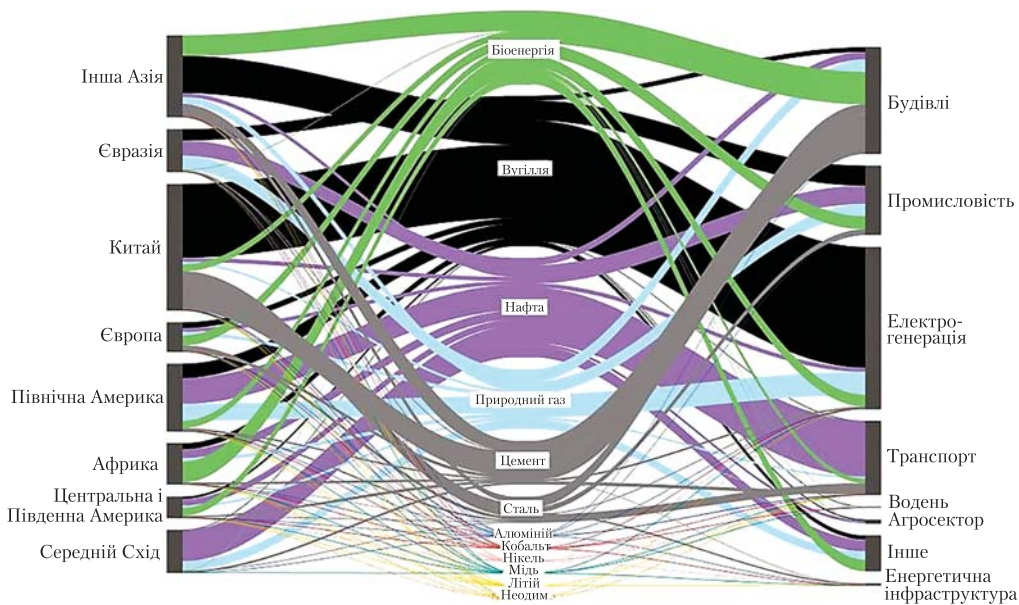 Інша Азія
Євразія
Китай
Європа
Північна Америка
Африка
Центральна і
Південна Америка
Середній Схід
Біоенергія
Вугілля
Нафта
Природний газ
Цемент
Сталь
Алюміній
Кобальт
Нікель
Мідь
Літій
Неодим
Будівлі
Промисловість
Електро-
генерація
Транспорт
Водень
Агросектор
Інше
Енергетична
інфраструктура